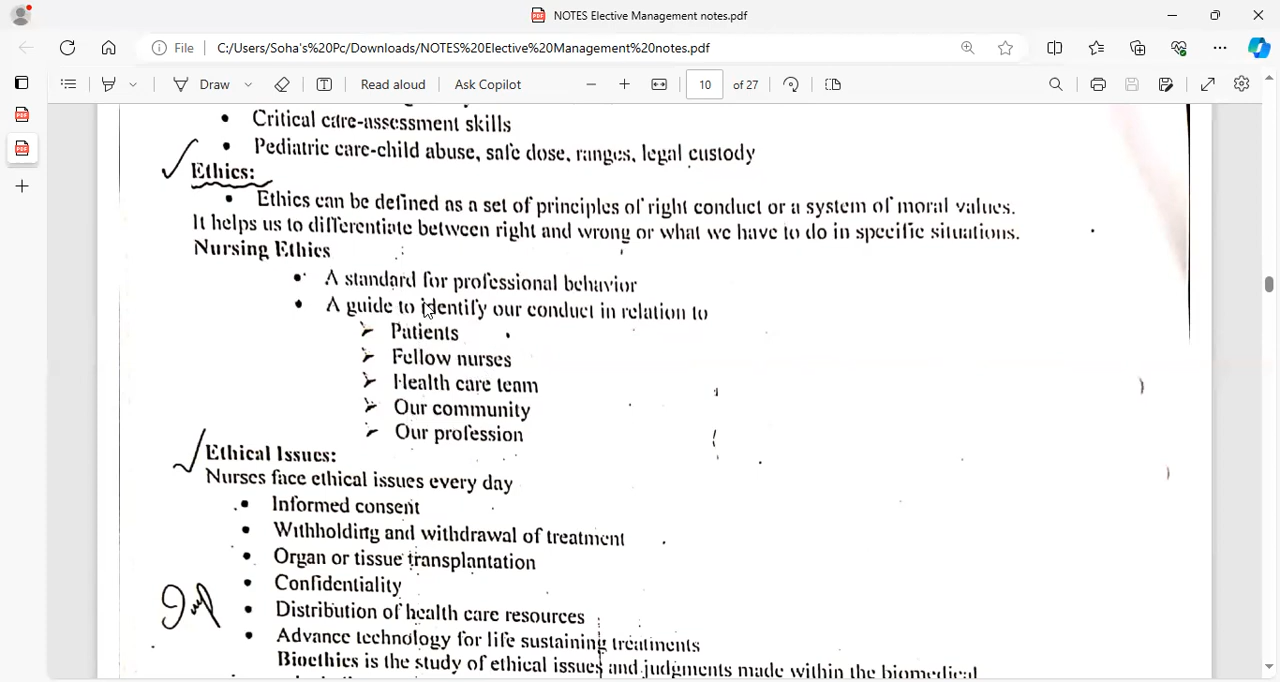 NOTES Elective Management notes.pdf
File
C:/Users/Soha's%20Pc/Downloads/NOTES%20Elective%20Management%20notes.pdf
Draw
Read aloud
Ask Copilot
10
of 27
• Critical care-assessment skills
• Pediatric care-child abuse, safe dose, ranges, legal custody
Ethics:
• Ethics can be defined as a set of principles of right conduct or a system of moral values.
It helps us to differentiate between right and wrong or what we have to do in specific situations.
Nursing Ethics
• A standard for professional behavior
• A guide to identify our conduct in relation to
➢ Patients
➢ Fellow nurses
➢ Health care team
➢ Our community
➢ Our profession
Ethical Issues:
Nurses face ethical issues every day
• Informed consent
• Withholding and withdrawal of treatment
• Organ or tissue transplantation
• Confidentiality
• Distribution of health care resources
• Advance technology for life sustaining treatments
Bioethics is the study of ethical issues and judgments made within the biomedical